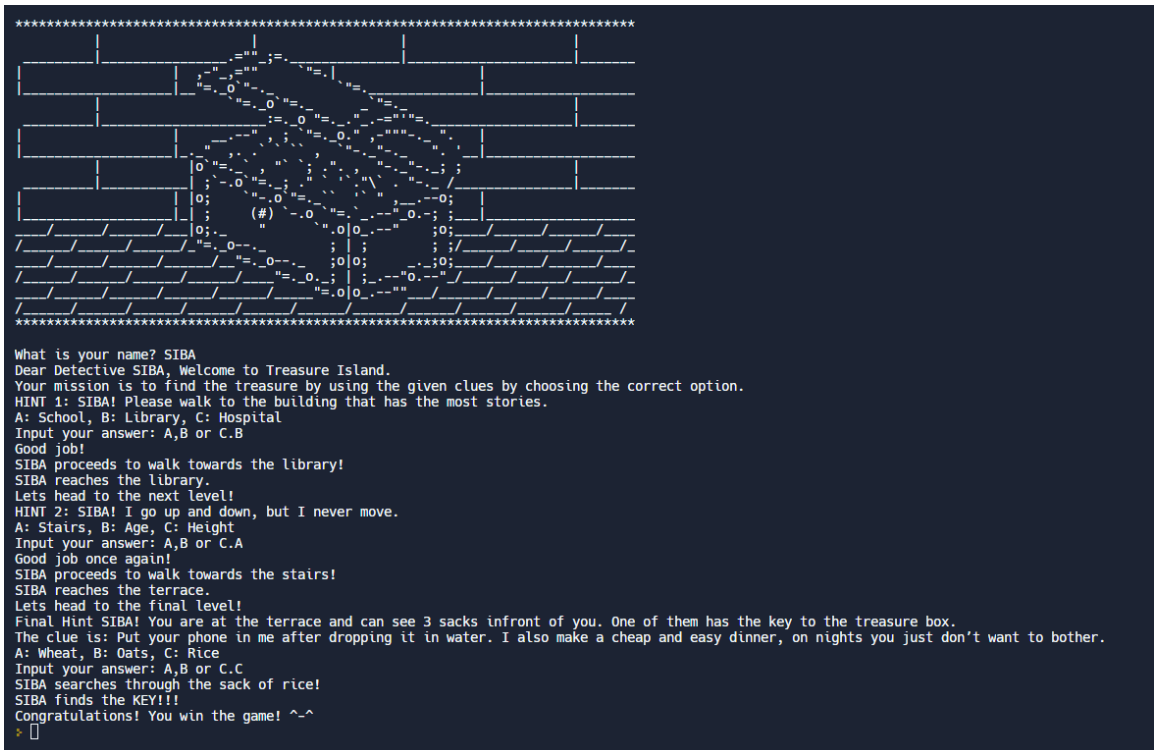 What is your name? SIBA
Dear Detective SIBA, Welcome to Treasure Island.
Your mission is to find the treasure by using the given clues by choosing the correct option.
HINT 1: SIBA! Please walk to the building that has the most stories.
A: School, B: Library, C: Hospital
Input your answer: A,B or C.B
Good job!
SIBA proceeds to walk towards the library!
SIBA reaches the library.
Lets head to the next level!
HINT 2: SIBA! I go up and down, but I never move.
A: Stairs, B: Age, C: Height
Input your answer: A,B or C.A
Good job once again!
SIBA proceeds to walk towards the stairs!
SIBA reaches the terrace.
Lets head to the final level!
Final Hint SIBA! You are at the terrace and can see 3 sacks infront of you. One of them has the key to the treasure box.
The clue is: Put your phone in me after dropping it in water. I also make a cheap and easy dinner, on nights you just don’t want to bother.
A: Wheat, B: Oats, C: Rice
Input your answer: A,B or C.C
SIBA searches through the sack of rice!
SIBA finds the KEY!!!
Congratulations! You win the game! ^-^